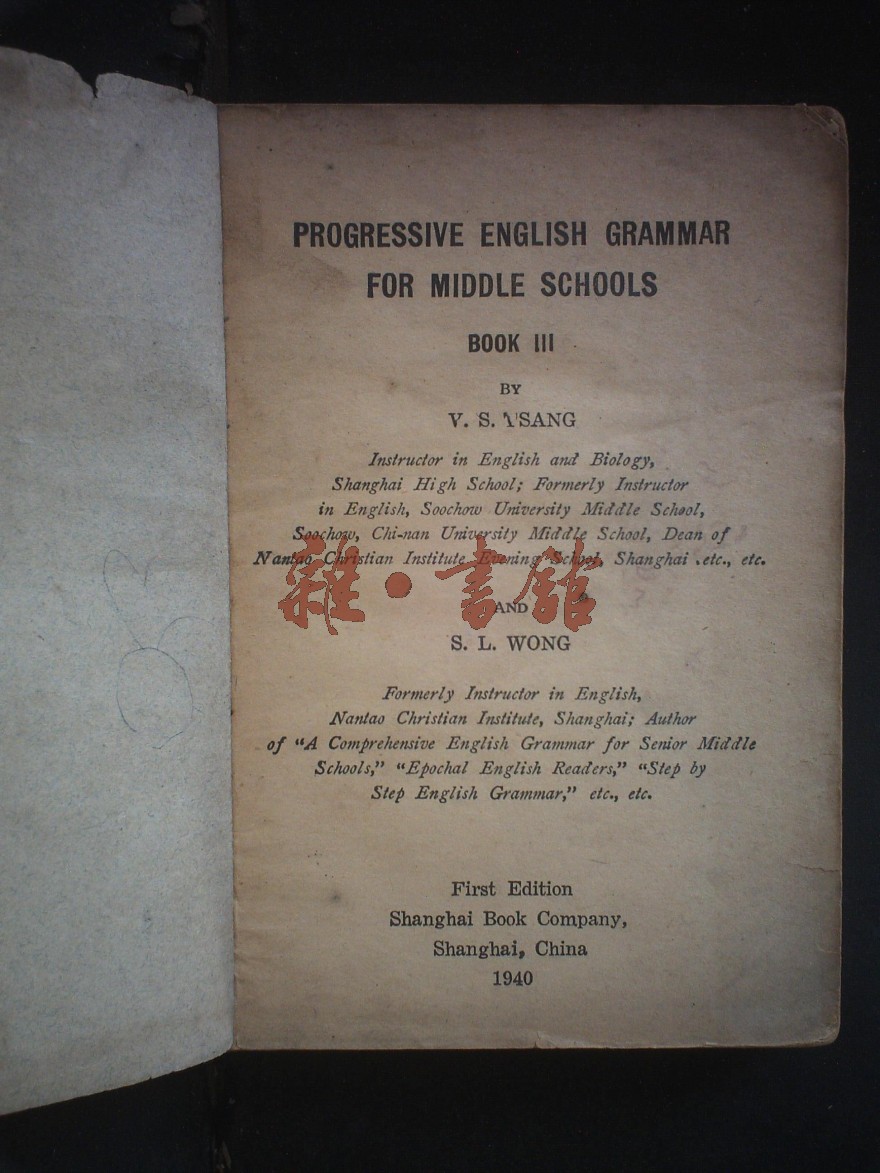 PROGRESSIVE ENGLISH GRAMMAR
FOR MIDDLE SCHOOLS
BOOK III
BY
V. S. TSANG
Instructor in English and Biology,
Shanghai High School; Formerly Instructor
in English, Soochow University Middle School,
Soochow, Chi-nan University Middle School, Dean of
Nantao Christian Institute Evening School, Shanghai .etc., etc.
雜·書館
AND
S. L. WONG
Formerly Instructor in English,
Nantao Christian Institute, Shanghai; Author
of "A Comprehensive English Grammar for Senior Middle
Schools," "Epochal English Readers," "Step by
Step English Grammar," etc., etc.
First Edition
Shanghai Book Company,
Shanghai, China
1940